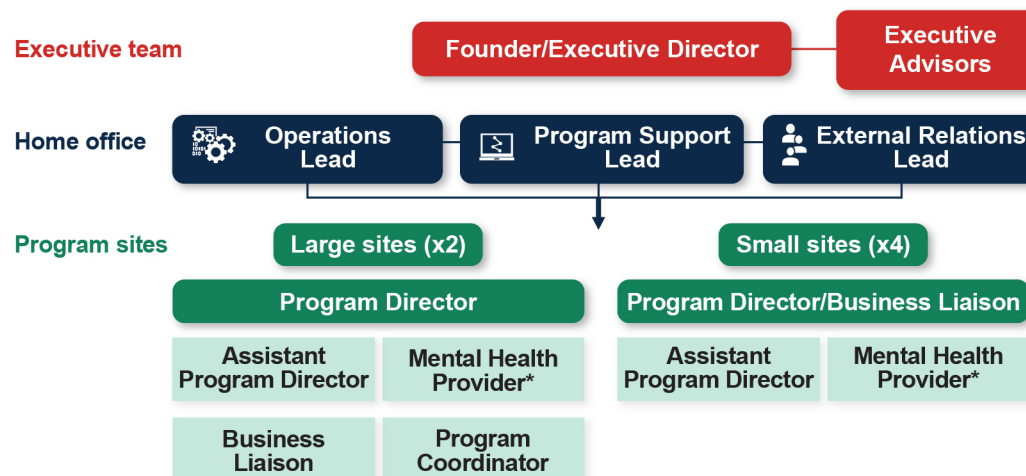 Executive team
Founder/Executive Director
Executive
Advisors
Home office
Operations
Lead
Program Support
Lead
External Relations
Lead
Program sites
Large sites (x2)
Small sites (x4)
Program Director
Program Director/Business Liaison
Assistant
Program Director
Mental Health
Provider*
Assistant
Program Director
Mental Health
Provider*
Business
Liaison
Program
Coordinator